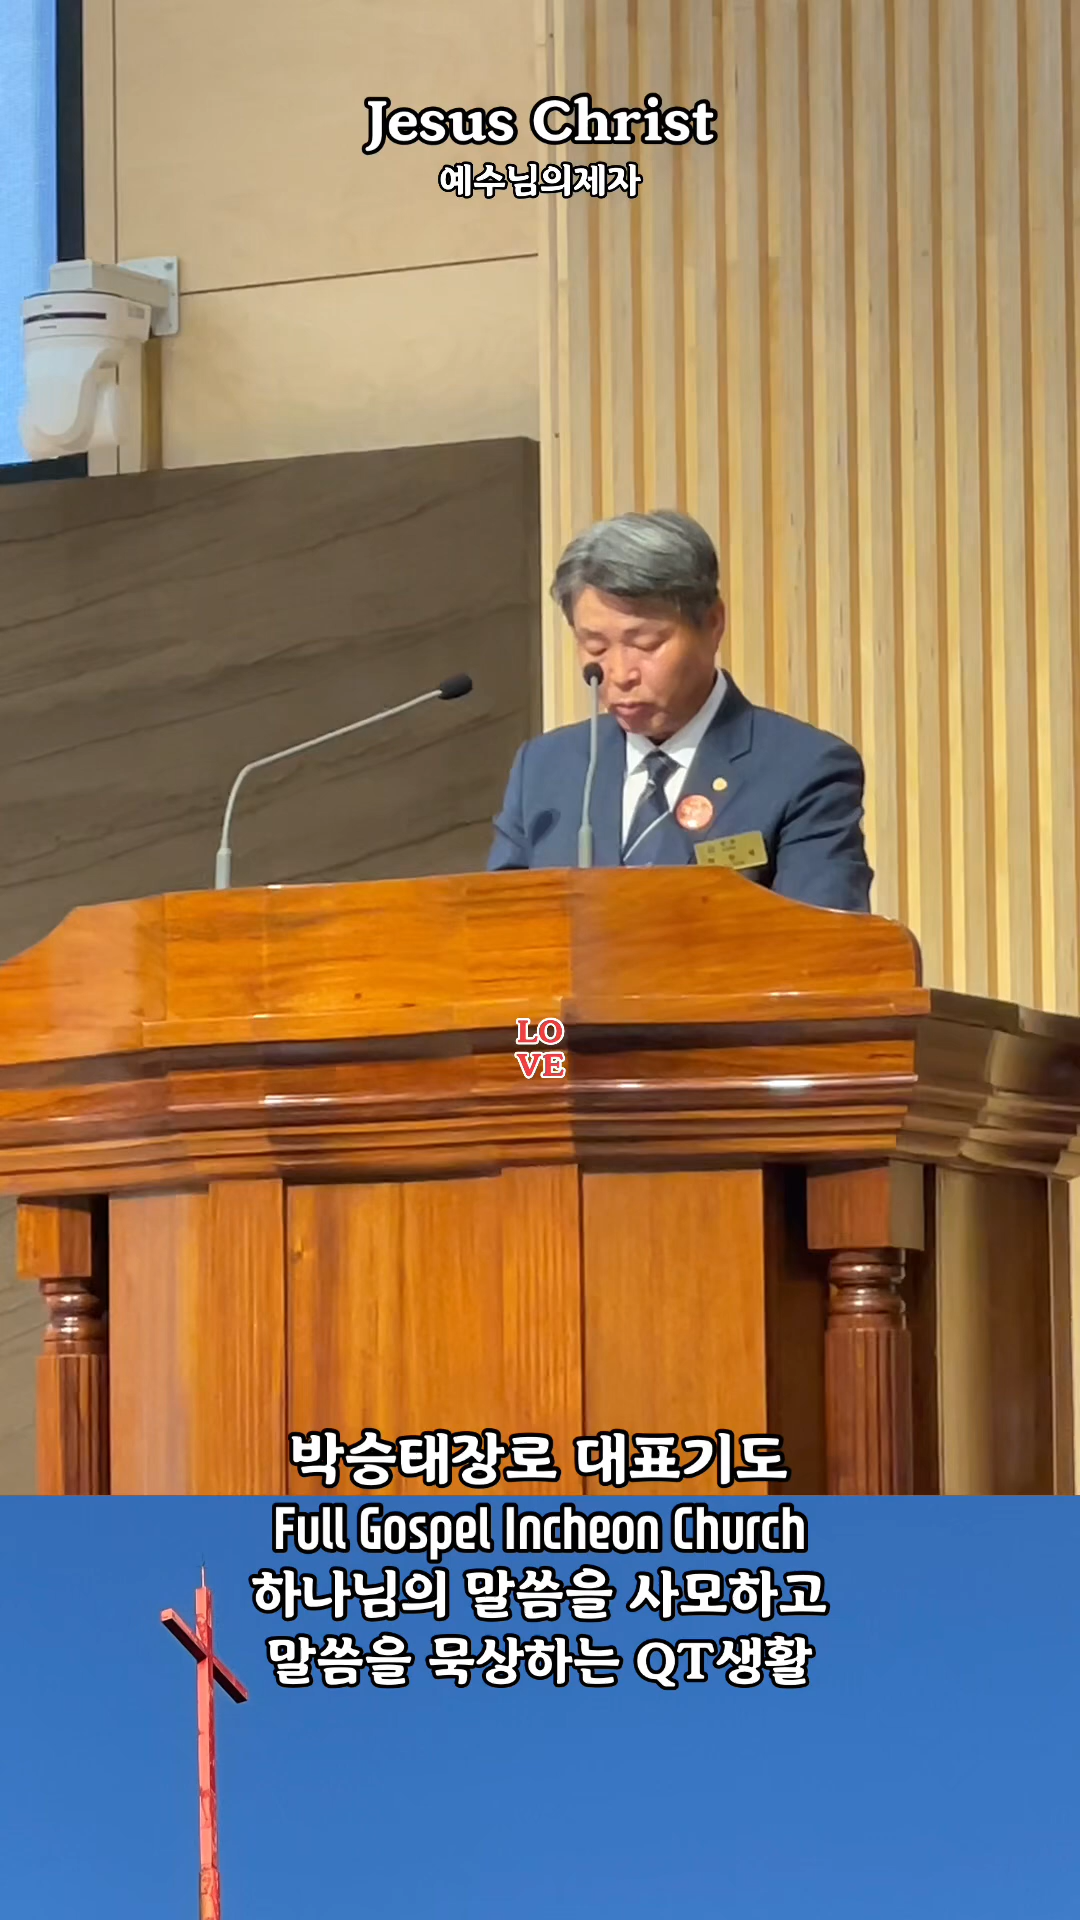 Jesus Christ
예수님의제자
LO
VE
박승태장로 대표기도
Full Gospel Incheon Church
하나님의 말씀을 사모하고
말씀을 묵상하는 QT생활